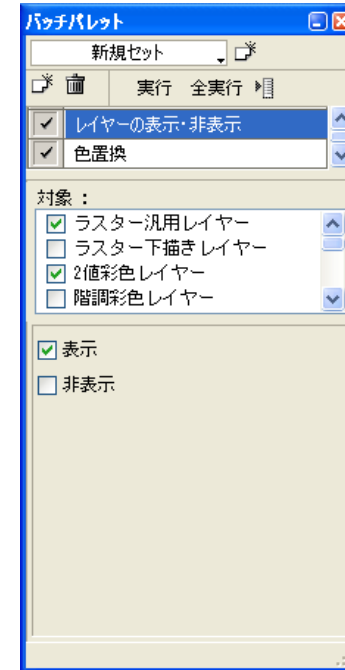 バッチパレット
新規セット
実行 全実行
レイヤーの表示・非表示
色置換
対象：
ラスター汎用レイヤー
ラスター下描きレイヤー
2値彩色レイヤー
階調彩色レイヤー
表示
非表示